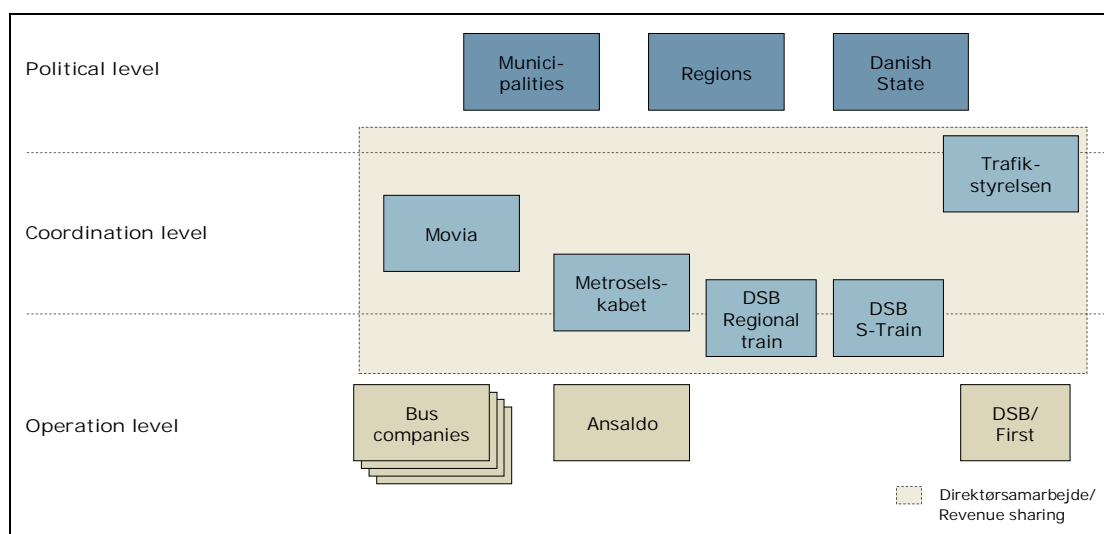 Political level
Munici-
palities
Regions
Danish
State
Trafik-
styrelsen
Coordination level
Movia
Metrosels-
kabet
DSB
Regional
train
DSB
S-Train
Operation level
Bus
companies
Ansaldo
DSB/
First
Direktørsamarbejde/
Revenue sharing